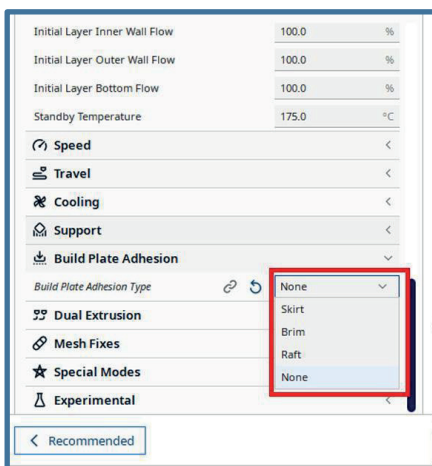 Initial Layer Inner Wall Flow 100.0 %
Initial Layer Outer Wall Flow 100.0 %
Initial Layer Bottom Flow 100.0 %
Standby Temperature 175.0 °C
Speed
Travel
Cooling
Support
Build Plate Adhesion
Build Plate Adhesion Type None
Skirt
Dual Extrusion
Brim
Mesh Fixes
Raft
Special Modes
None
Experimental
Recommended